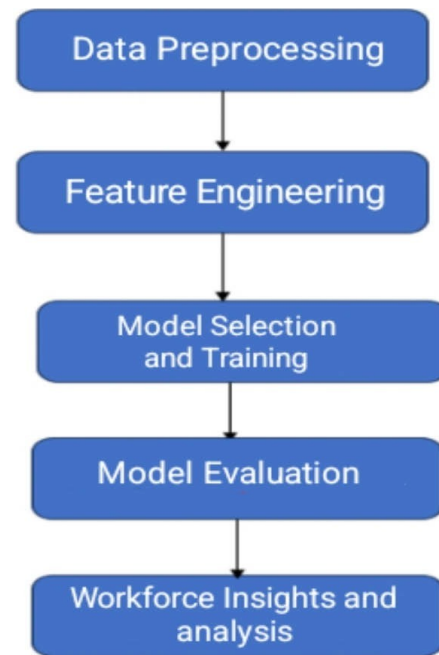 Data Preprocessing
Feature Engineering
Model Selection
and Training
Model Evaluation
Workforce Insights and
analysis